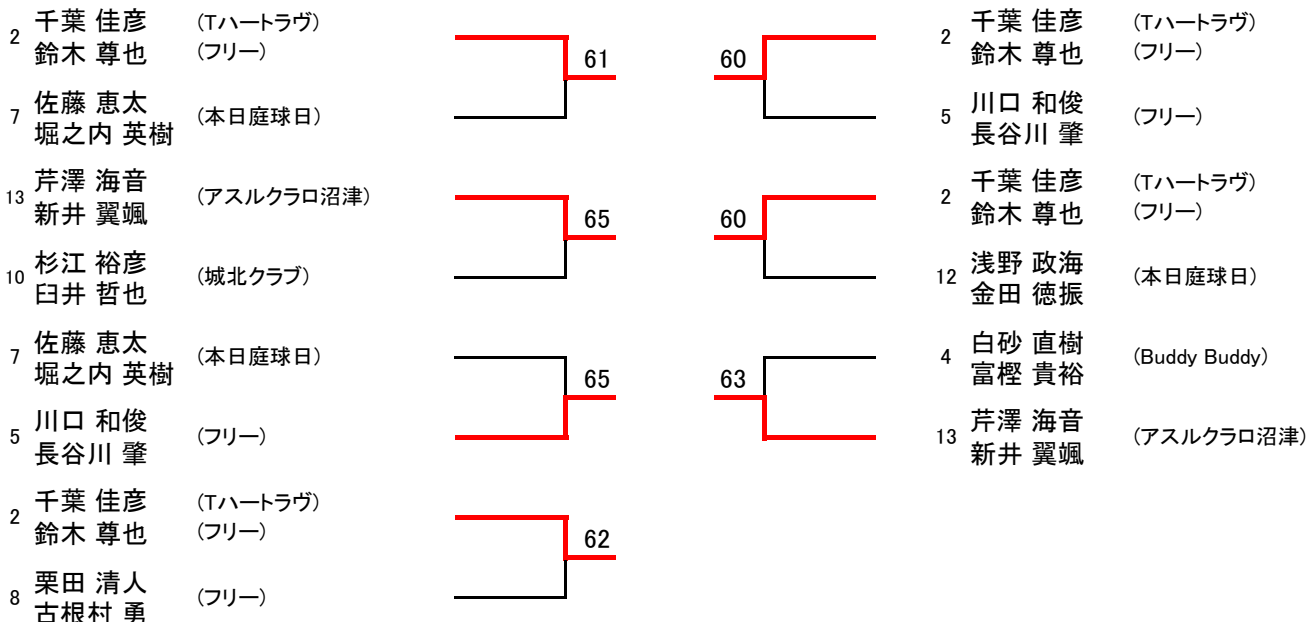 2 千葉 佳彦 (Tハートラヴ)
鈴木 尊也 (フリー)
61
7 佐藤 恵太
堀之内 英樹 (本日庭球日)
13 芹澤 海音
新井 翼颯 (アスルクラロ沼津)
65
10 杉江 裕彦
臼井 哲也 (城北クラブ)
7 佐藤 恵太
堀之内 英樹 (本日庭球日)
65
5 川口 和俊
長谷川 肇 (フリー)
2 千葉 佳彦 (Tハートラヴ)
鈴木 尊也 (フリー)
62
8 栗田 清人
古根村 勇 (フリー)
2 千葉 佳彦 (Tハートラヴ)
鈴木 尊也 (フリー)
60
5 川口 和俊
長谷川 肇 (フリー)
2 千葉 佳彦 (Tハートラヴ)
鈴木 尊也 (フリー)
60
12 浅野 政海
金田 徳振 (本日庭球日)
4 白砂 直樹
富樫 貴裕 (Buddy Buddy)
63
13 芹澤 海音
新井 翼颯 (アスルクラロ沼津)